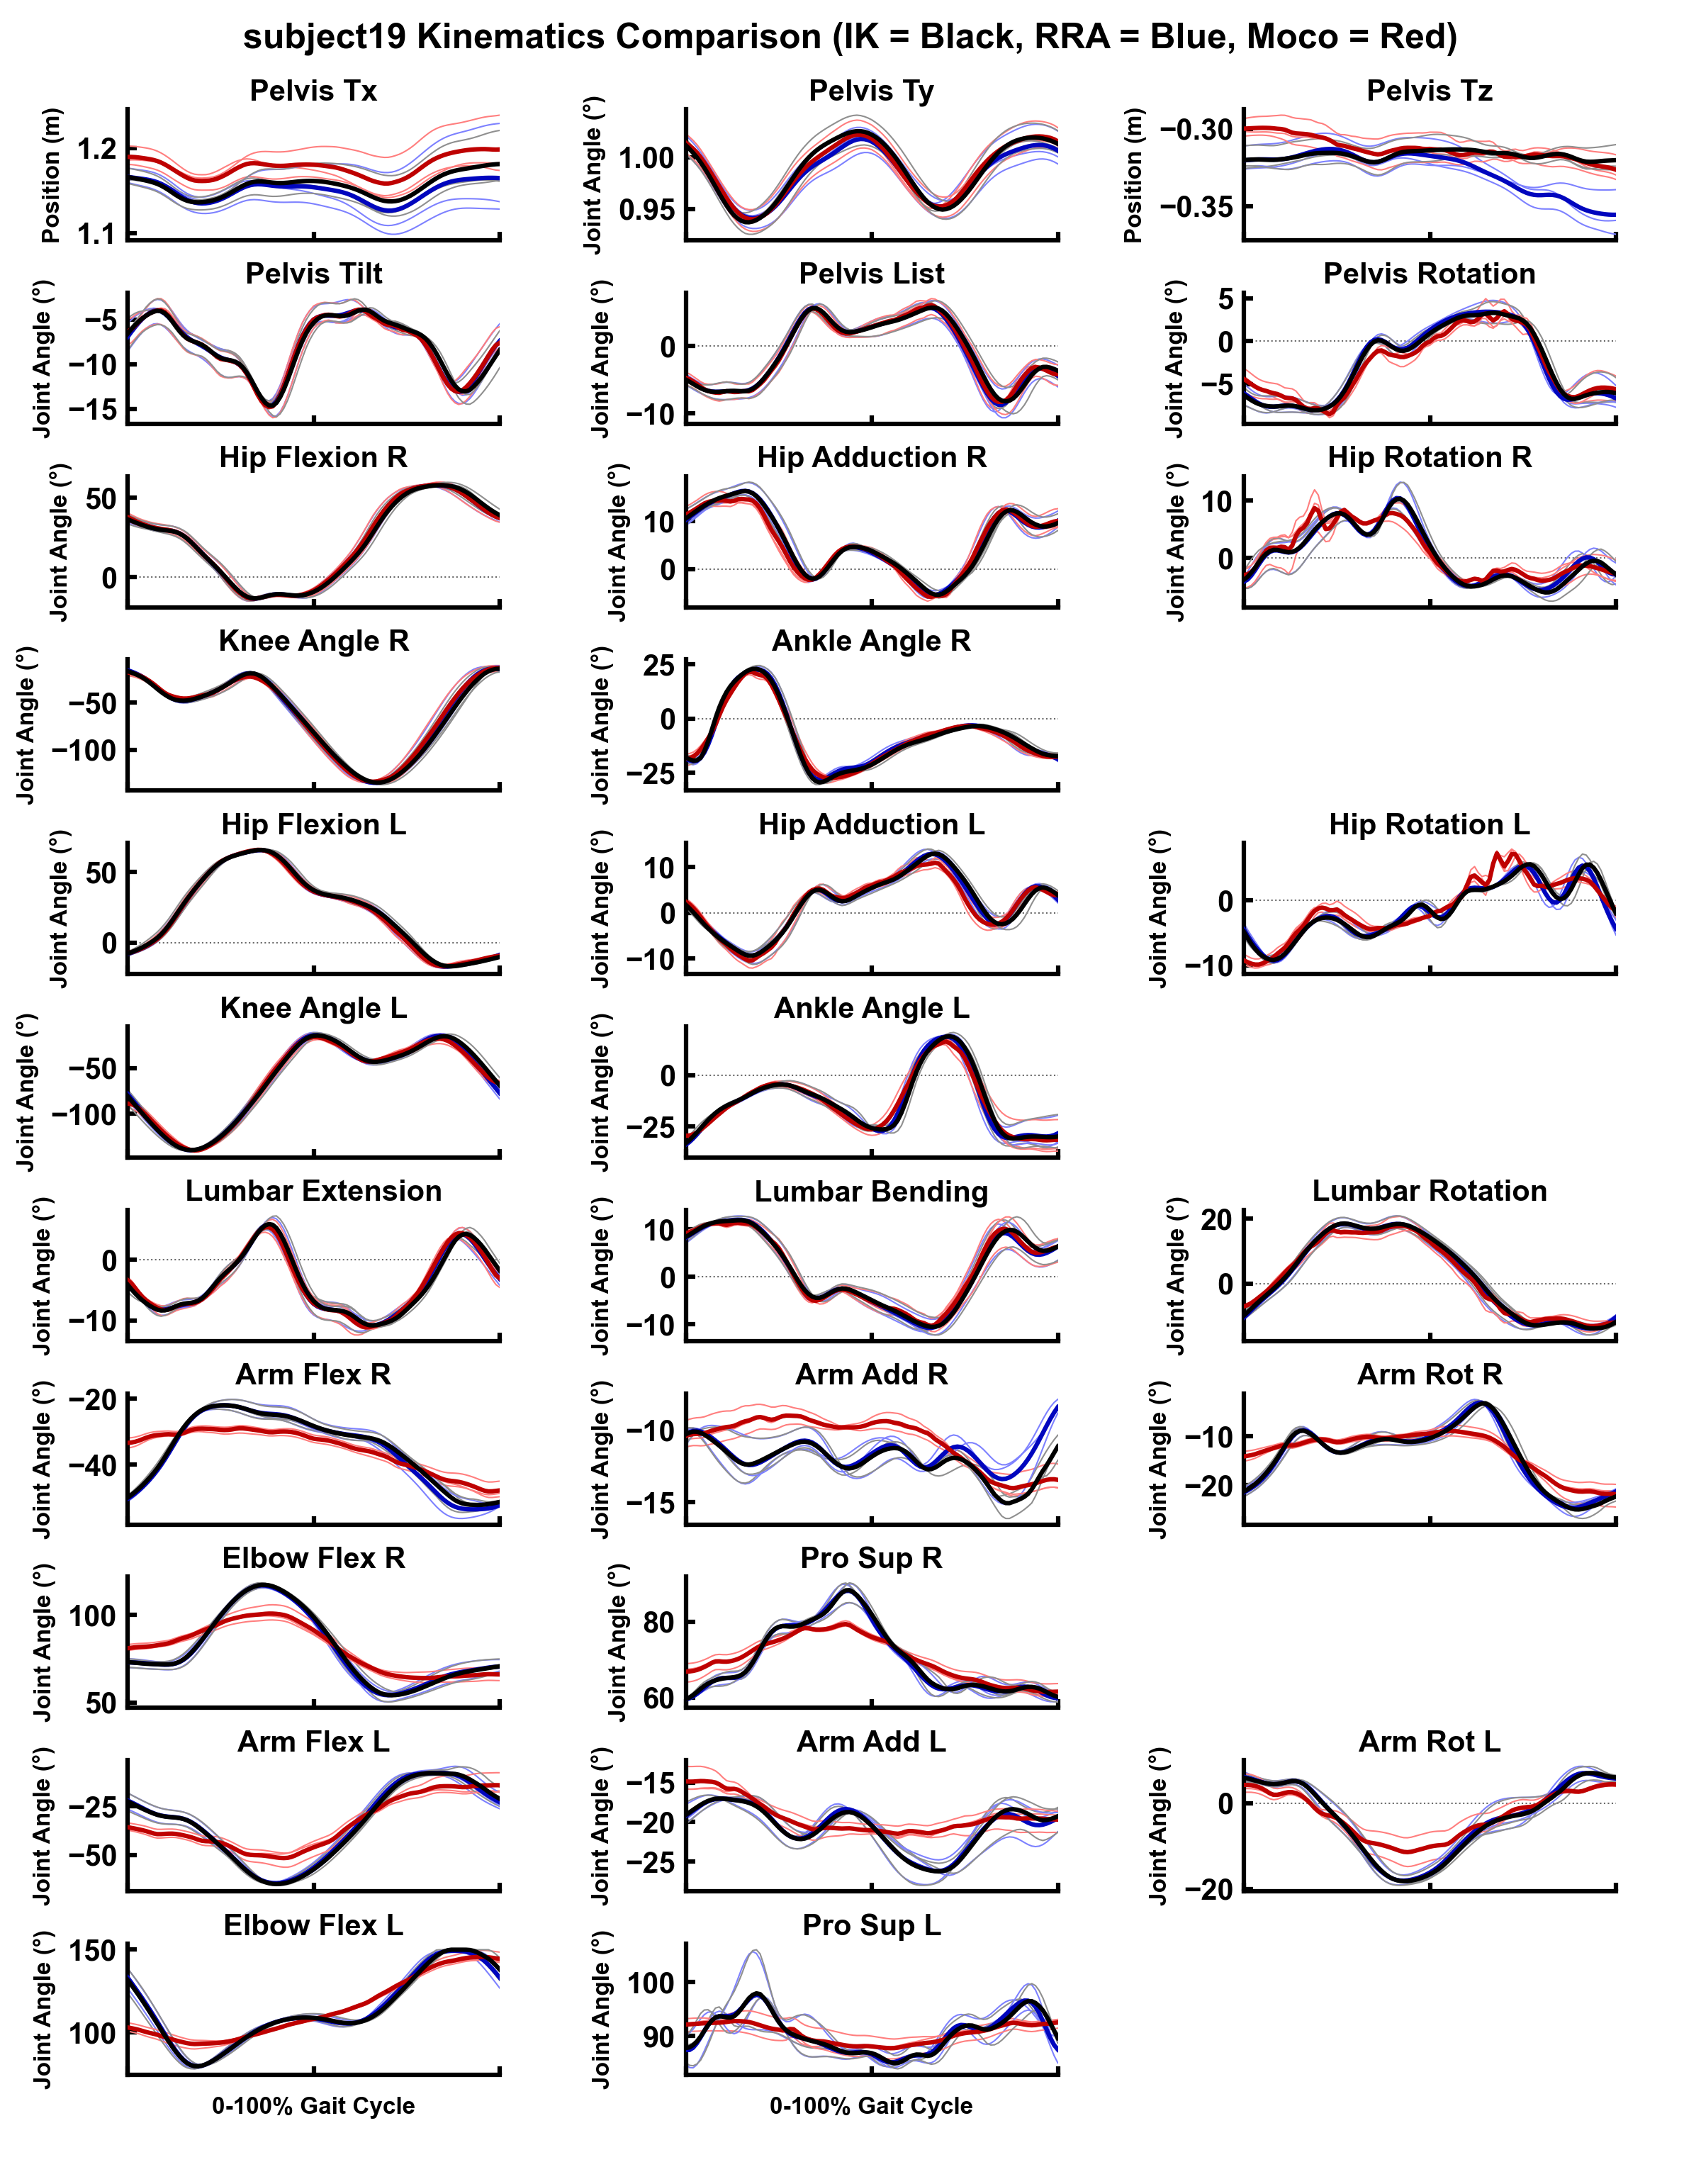 subject19 Kinematics Comparison (IK = Black, RRA = Blue, Moco = Red)
Pelvis Tx
Position (m)
1.2
1.1
Pelvis Ty
Joint Angle (°)
1.00
0.95
Pelvis Tz
Position (m)
−0.30
−0.35
Pelvis Tilt
Joint Angle (°)
−5
−10
−15
Pelvis List
Joint Angle (°)
0
−10
Pelvis Rotation
Joint Angle (°)
5
0
−5
Hip Flexion R
Joint Angle (°)
50
0
Hip Adduction R
Joint Angle (°)
10
0
Hip Rotation R
Joint Angle (°)
10
0
Knee Angle R
Joint Angle (°)
−50
−100
Ankle Angle R
Joint Angle (°)
25
0
−25
Hip Flexion L
Joint Angle (°)
50
0
Hip Adduction L
Joint Angle (°)
10
0
−10
Hip Rotation L
Joint Angle (°)
0
−10
Knee Angle L
Joint Angle (°)
−50
−100
Ankle Angle L
Joint Angle (°)
0
−25
Lumbar Extension
Joint Angle (°)
0
−10
Lumbar Bending
Joint Angle (°)
10
0
−10
Lumbar Rotation
Joint Angle (°)
20
0
Arm Flex R
Joint Angle (°)
−20
−40
Arm Add R
Joint Angle (°)
−10
−15
Arm Rot R
Joint Angle (°)
−10
−20
Elbow Flex R
Joint Angle (°)
100
50
Pro Sup R
Joint Angle (°)
80
60
Arm Flex L
Joint Angle (°)
−25
−50
Arm Add L
Joint Angle (°)
−15
−20
−25
Arm Rot L
Joint Angle (°)
0
−20
Elbow Flex L
Joint Angle (°)
150
100
0-100% Gait Cycle
Pro Sup L
Joint Angle (°)
100
90
0-100% Gait Cycle